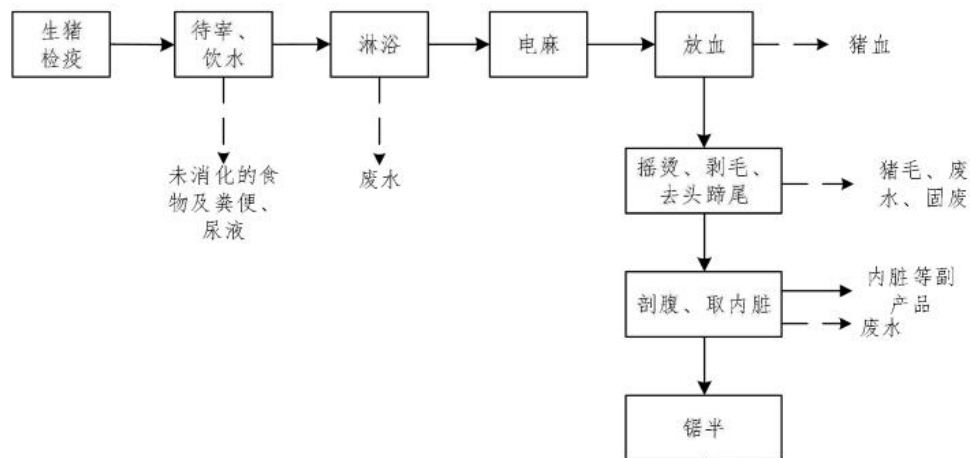 生猪
检疫
待宰、
饮水
淋浴
电麻
放血
猪血
未消化的食
物及粪便、
尿液
废水
摇烫、剥毛、
去头蹄尾
猪毛、废
水、固废
剖腹、取内脏
内脏等副
产品
废水
锯半